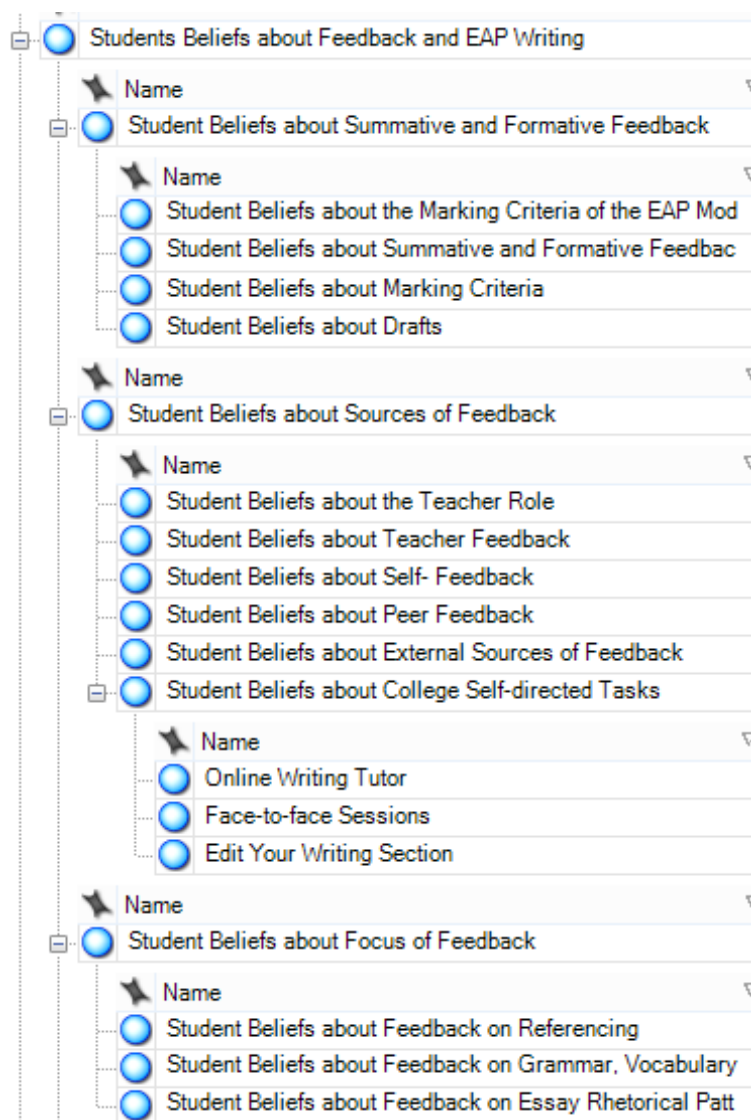 Students Beliefs about Feedback and EAP Writing
Name
Student Beliefs about Summative and Formative Feedback
Name
Student Beliefs about the Marking Criteria of the EAP Mod
Student Beliefs about Summative and Formative Feedbac
Student Beliefs about Marking Criteria
Student Beliefs about Drafts
Name
Student Beliefs about Sources of Feedback
Name
Student Beliefs about the Teacher Role
Student Beliefs about Teacher Feedback
Student Beliefs about Self- Feedback
Student Beliefs about Peer Feedback
Student Beliefs about External Sources of Feedback
Student Beliefs about College Self-directed Tasks
Name
Online Writing Tutor
Face-to-face Sessions
Edit Your Writing Section
Name
Student Beliefs about Focus of Feedback
Name
Student Beliefs about Feedback on Referencing
Student Beliefs about Feedback on Grammar, Vocabulary
Student Beliefs about Feedback on Essay Rhetorical Patt